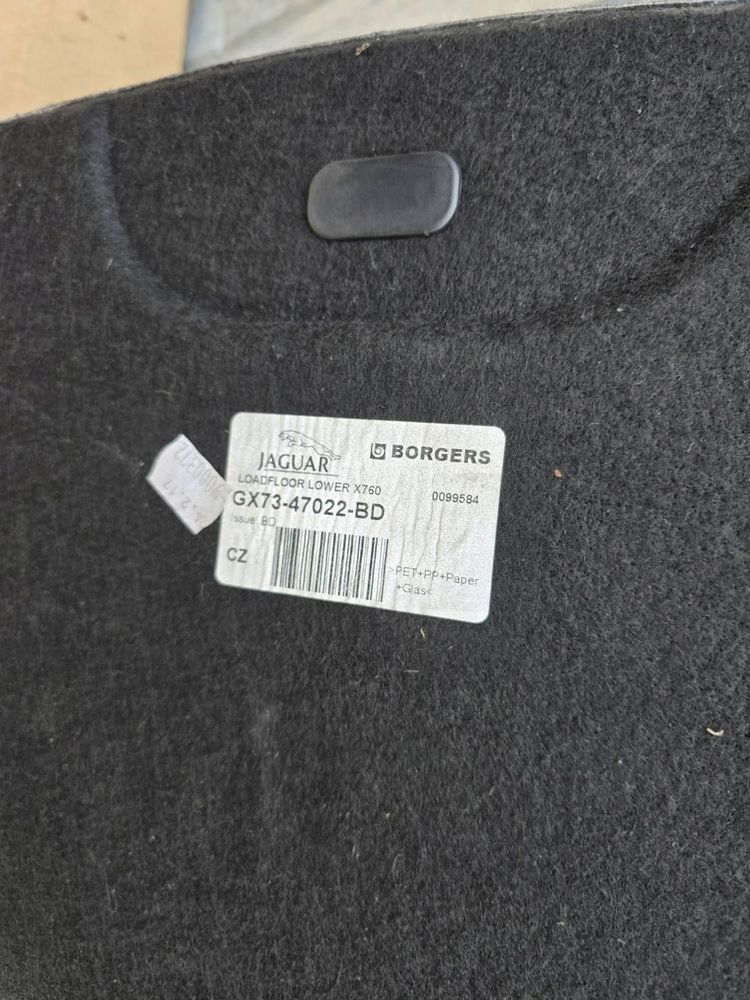 JAGUAR
BORGERS
LOADFLOOR LOWER X760
0099584
GX73-47022-BD
Issue: BD
CZ
>PET+PP+Paper
+Glas<